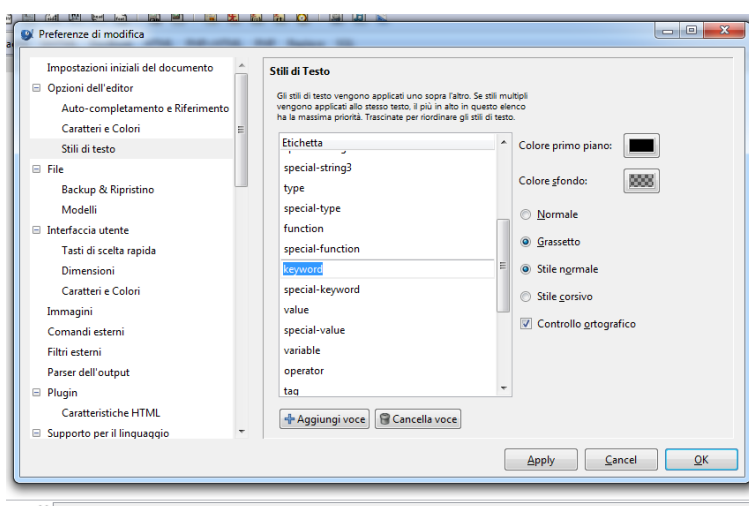 Preferenze di modifica
Impostazioni iniziali del documento
Opzioni dell'editor
Auto-completamento e Riferimento
Caratteri e Colori
Stili di testo
File
Backup & Ripristino
Modelli
Interfaccia utente
Tasti di scelta rapida
Dimensioni
Caratteri e Colori
Immagini
Comandi esterni
Filtri esterni
Parser dell'output
Plugin
Caratteristiche HTML
Supporto per il linguaggio
Stili di Testo
Gli stili di testo vengono applicati uno sopra l'altro. Se stili multipli
vengono applicati allo stesso testo, il più in alto in questo elenco
ha la massima priorità. Trascinate per riordinare gli stili di testo.
Etichetta
special-string3
type
special-type
function
special-function
keyword
special-keyword
value
special-value
variable
operator
tag
Aggiungi voce
Cancella voce
Colore primo piano:
Colore sfondo:
Normale
Grassetto
Stile normale
Stile corsivo
Controllo ortografico
Apply
Cancel
OK